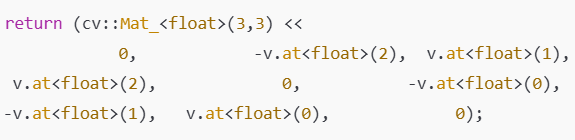 return (cv::Mat_<float>(3,3) <<
0, -v.at<float>(2), v.at<float>(1),
v.at<float>(2), 0, -v.at<float>(0),
-v.at<float>(1), v.at<float>(0), 0);